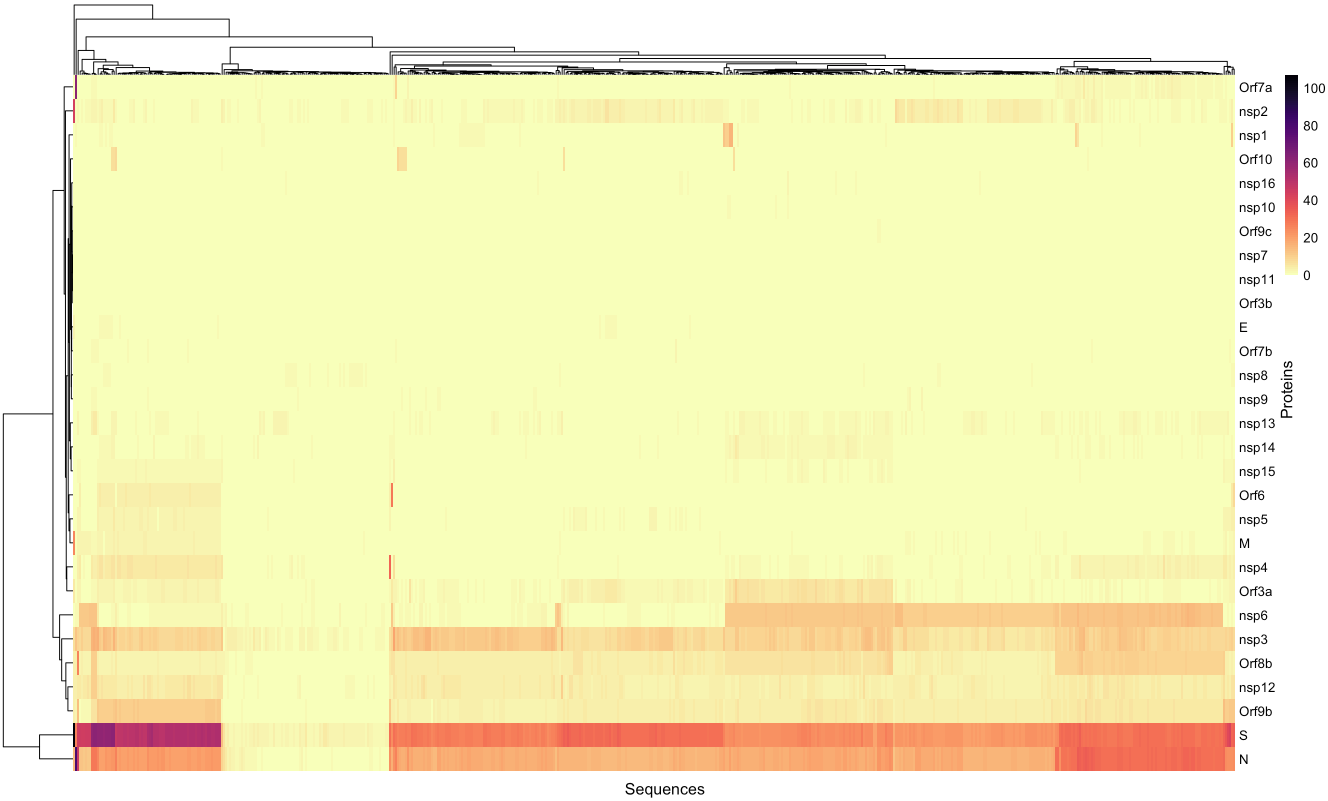 Orf7a
nsp2
nsp1
Orf10
nsp16
nsp10
Orf9c
nsp7
nsp11
Orf3b
E
Orf7b
nsp8
nsp9
nsp13
nsp14
nsp15
Orf6
nsp5
M
nsp4
Orf3a
nsp6
nsp3
Orf8b
nsp12
Orf9b
S
N
Proteins
100
80
60
40
20
0
Sequences